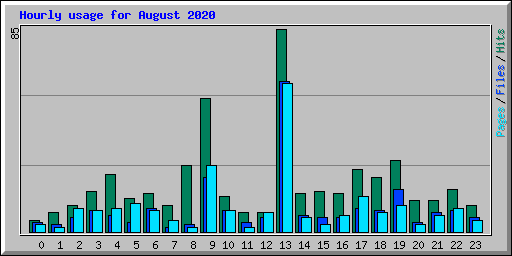 Hourly usage for August 2020
85
Pages/Files/Hits
0 1 2 3 4 5 6 7 8 9 10 11 12 13 14 15 16 17 18 19 20 21 22 23